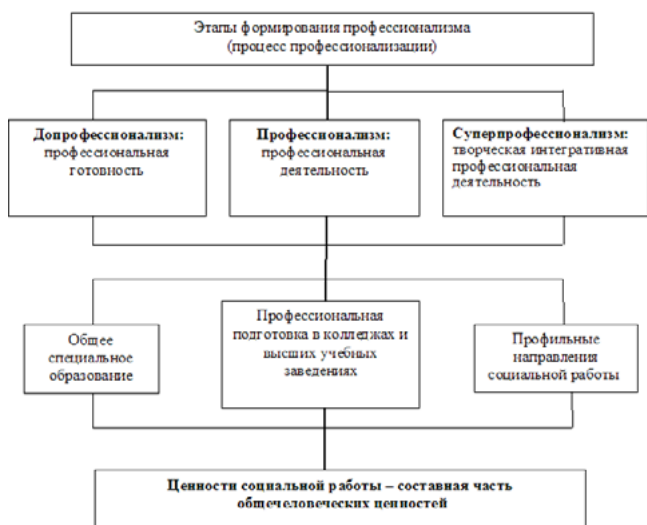 Этапы формирования профессионализма
(процесс профессионализации)
Допрофессионализм:
профессиональная
готовность
Профессионализм:
профессиональная
деятельность
Суперпрофессионализм:
творческая интегративная
профессиональная
деятельность
Общее
специальное
образование
Профессиональная
подготовка в колледжах и
высших учебных
заведениях
Профильные
направления
социальной работы
Ценности социальной работы – составная часть
общечеловеческих ценностей